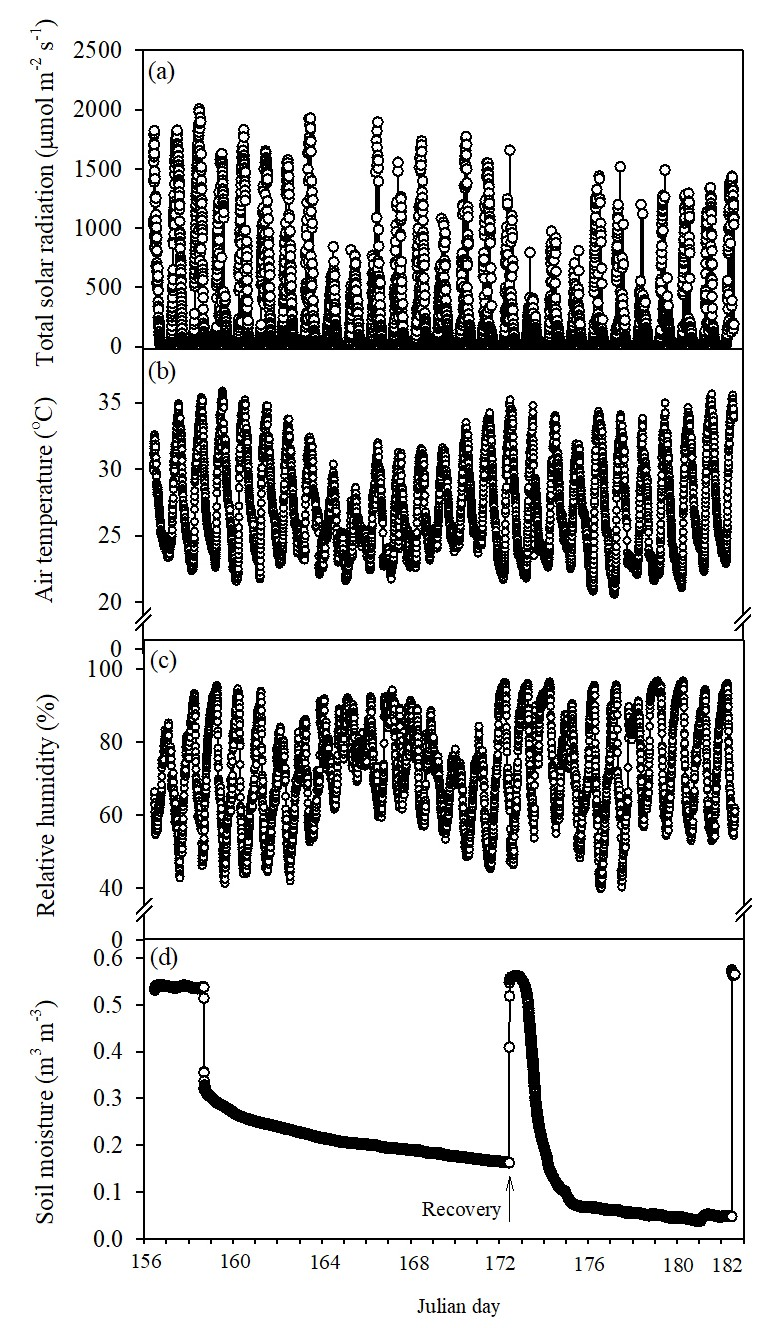 Total solar radiation (µmol m⁻² s⁻¹)
2500
2000
1500
1000
500
0
(a)
Air temperature (°C)
35
30
25
20
0
(b)
Relative humidity (%)
100
80
60
40
0
(c)
Soil moisture (m³ m⁻³)
0.6
0.5
0.4
0.3
0.2
0.1
0.0
(d)
Recovery
156 160 164 168 172 176 180 182
Julian day